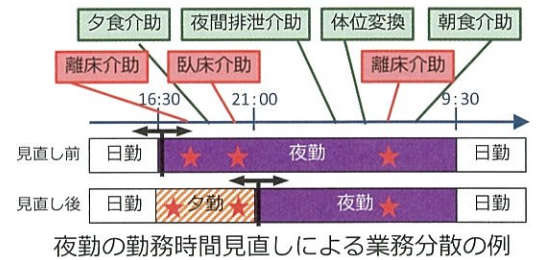 夕食介助 夜間排泄介助 体位変換 朝食介助
離床介助 臥床介助 離床介助
16:30 21:00 9:30
見直し前 日勤 夜勤 日勤
見直し後 日勤 夕勤 夜勤 日勤
夜勤の勤務時間見直しによる業務分散の例